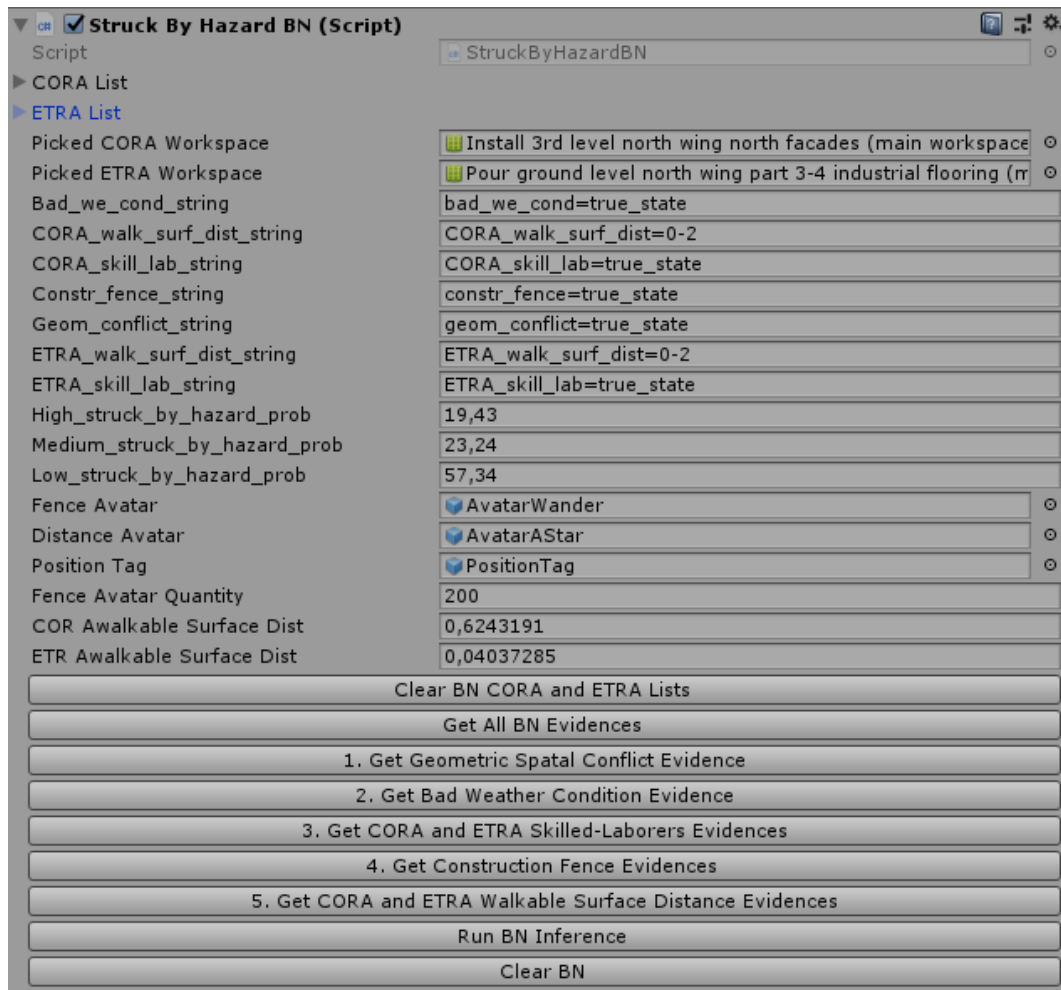 C# Struck By Hazard BN (Script)
Script StruckByHazardBN
CORA List
ETRA List
Picked CORA Workspace Install 3rd level north wing north facades (main workspace
Picked ETRA Workspace Pour ground level north wing part 3-4 industrial flooring (m
Bad_we_cond_string bad_we_cond=true_state
CORA_walk_surf_dist_string CORA_walk_surf_dist=0-2
CORA_skill_lab_string CORA_skill_lab=true_state
Constr_fence_string constr_fence=true_state
Geom_conflict_string geom_conflict=true_state
ETRA_walk_surf_dist_string ETRA_walk_surf_dist=0-2
ETRA_skill_lab_string ETRA_skill_lab=true_state
High_struck_by_hazard_prob 19,43
Medium_struck_by_hazard_prob 23,24
Low_struck_by_hazard_prob 57,34
Fence Avatar AvatarWander
Distance Avatar AvatarAStar
Position Tag PositionTag
Fence Avatar Quantity 200
COR Awalkable Surface Dist 0,6243191
ETR Awalkable Surface Dist 0,04037285
Clear BN CORA and ETRA Lists
Get All BN Evidences
1. Get Geometric Spatal Conflict Evidence
2. Get Bad Weather Condition Evidence
3. Get CORA and ETRA Skilled-Laborers Evidences
4. Get Construction Fence Evidences
5. Get CORA and ETRA Walkable Surface Distance Evidences
Run BN Inference
Clear BN